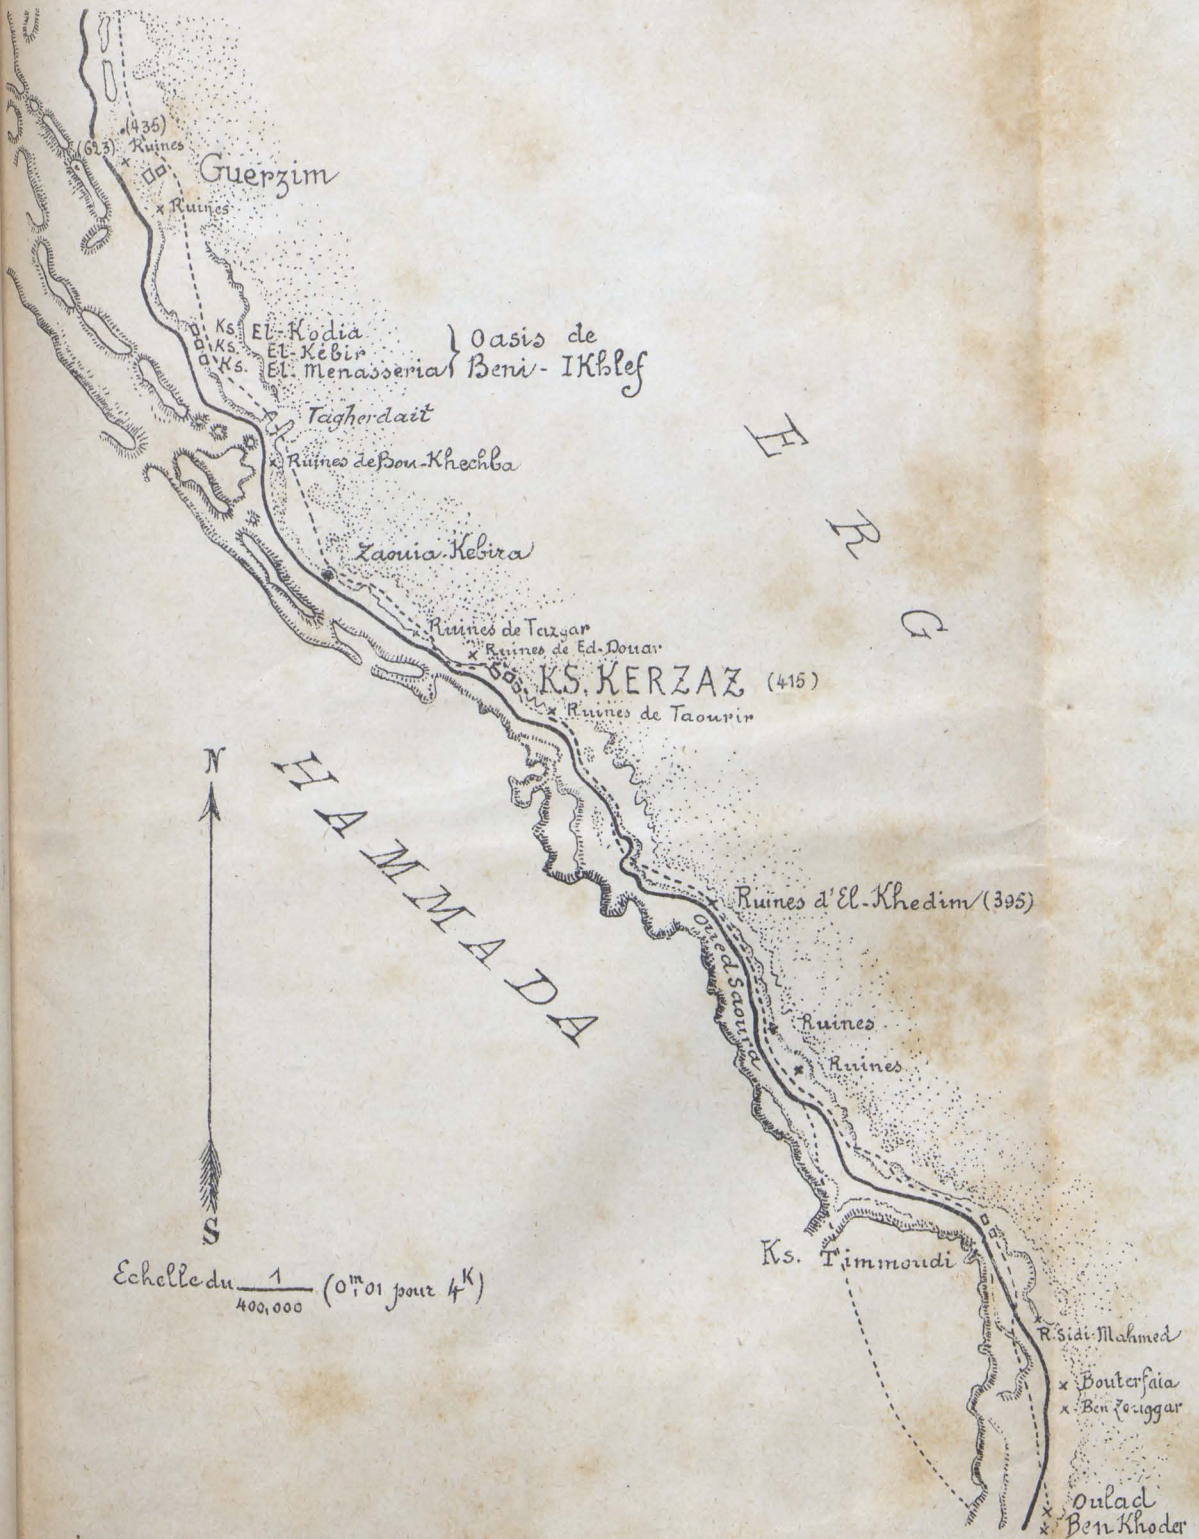 (435)
(623)
Ruines
Guerzim
Ruines
Ks. El-Kodia
Ks. El-Kébir
Ks. El-Menasseria
Oasis de
Beni-IKhlef
Tagherdait
Ruines de Bou-Khechba
ERG
Zaouia-Kebira
Ruines de Tazgar
Ruines de Ed-Douar
KS. KERZAZ (415)
Ruines de Taourir
N
HAMMADA
Ruines d'El-Khedim (395)
Oued Saoura
Ruines
Ruines
S
Ks. Timmoudi
Echelle du 1/400,000 (0m,01 pour 4K)
R. Sidi-Mahmed
Bouterfaia
Ben Zouggar
Oulad
Ben Khoder